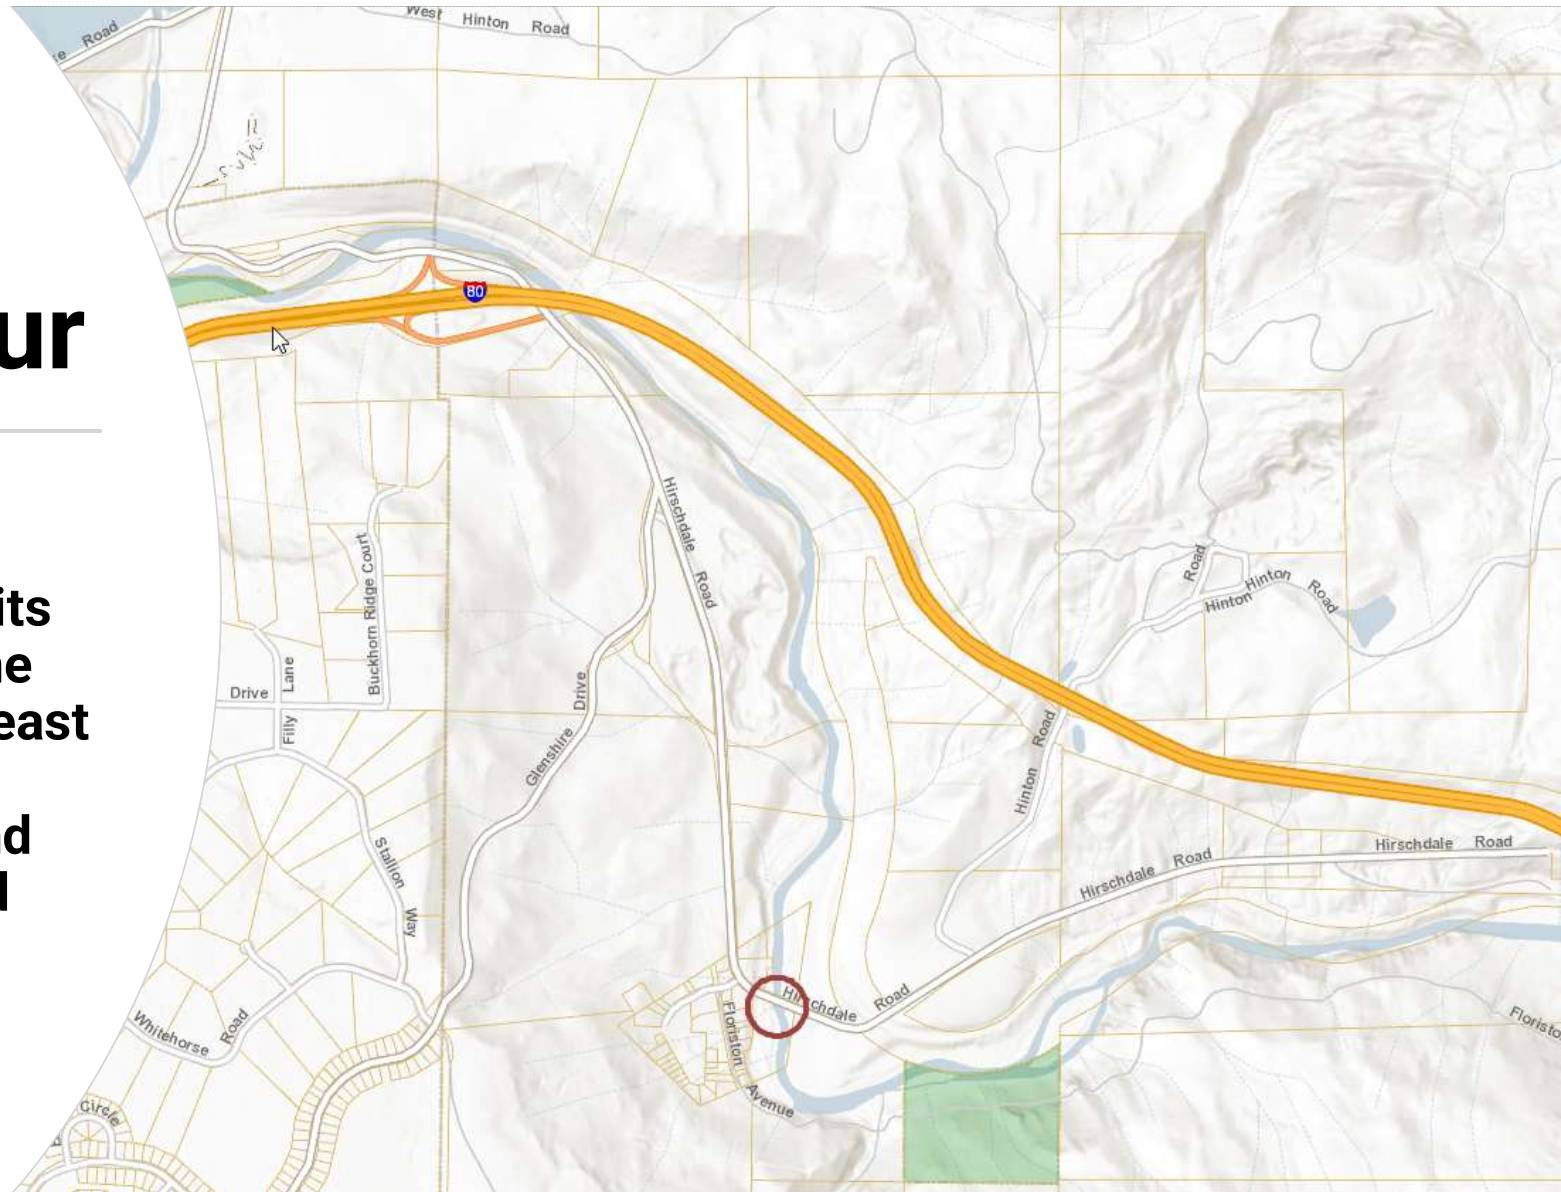 ur
its
ne
east
nd
d
Road
West Hinton Road
80
Hirschdale
Road
Buckhorn Ridge Court
Drive
Lane
Filly
Glenshire
Drive
Stallion
Way
Whitehorse
Road
Circle
Road
Hinton
Hinton
Road
Hinton
Road
Hirschdale Road
Hirschdale Road
Hirschdale
Road
Floriston
Avenue
Floristo